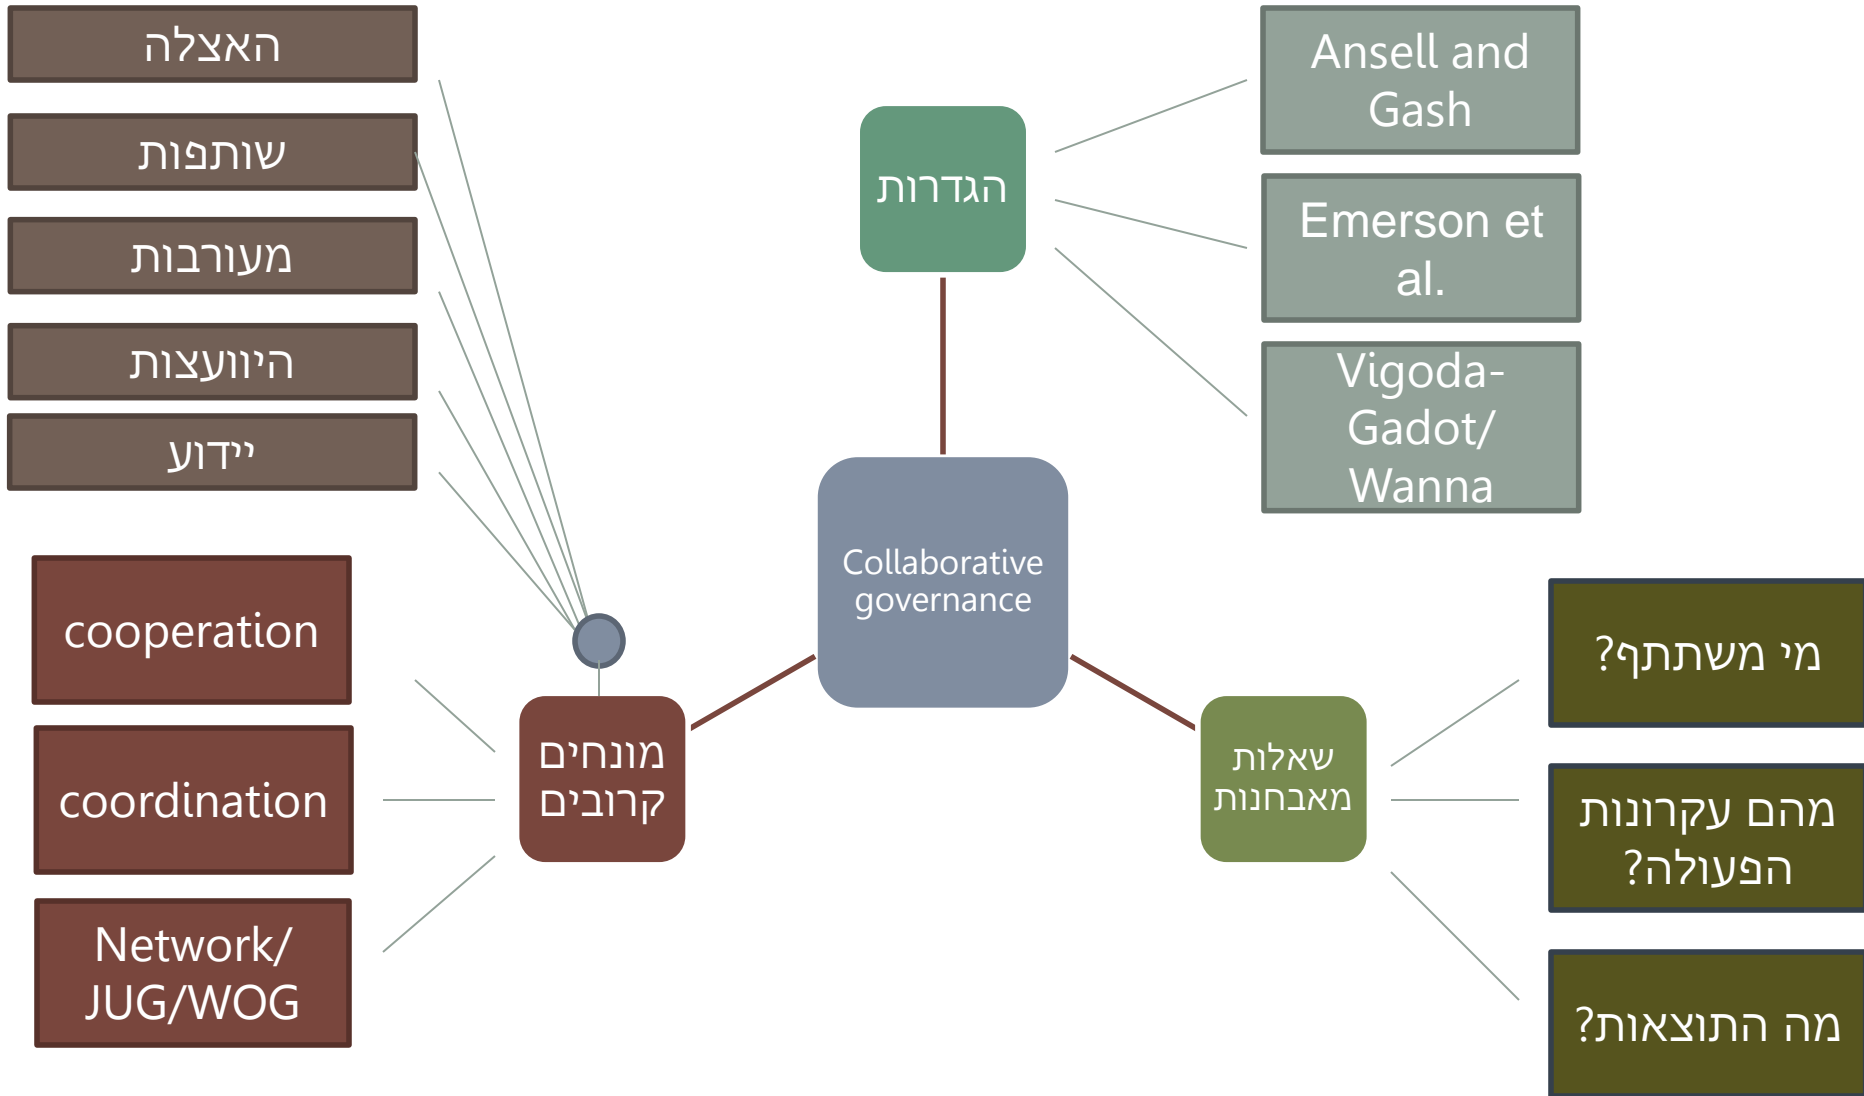 האצלה
שותפות
מעורבות
היוועצות
יידוע
הגדרות
Ansell and
Gash
Emerson et
al.
Vigoda-
Gadot/
Wanna
Collaborative
governance
cooperation
coordination
Network/
JUG/WOG
מונחים
קרובים
שאלות
מאבחנות
מי משתתף?
מהם עקרונות
הפעולה?
מה התוצאות?